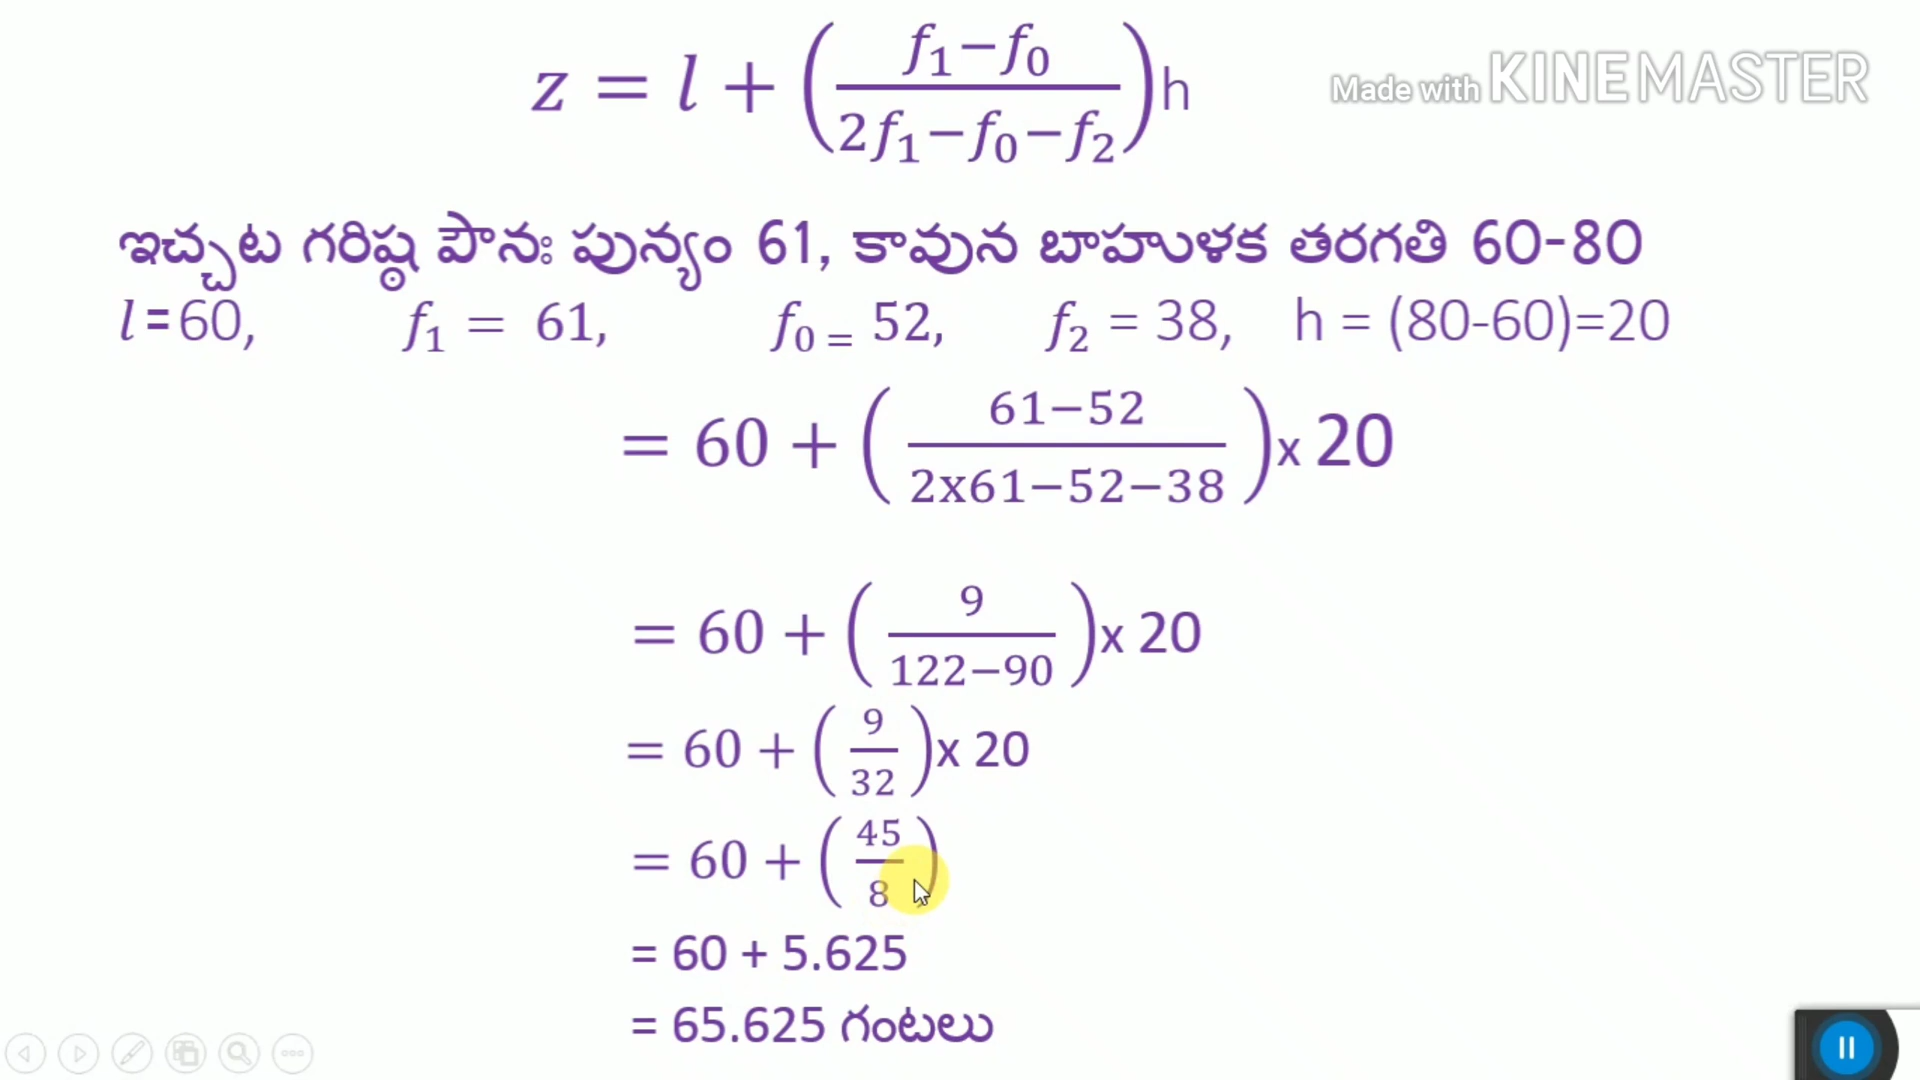 z = l + (f₁−f₀ / 2f₁−f₀−f₂)h
Made with KINEMASTER
ఇచ్చట గరిష్ఠ పౌనః పున్యం 61, కావున బాహుళక తరగతి 60-80
l = 60, f₁ = 61, f₀ = 52, f₂ = 38, h = (80-60)=20
= 60 + (61−52 / 2x61−52−38)x 20
= 60 + (9 / 122−90)x 20
= 60 + (9 / 32)x 20
= 60 + (45 / 8)
= 60 + 5.625
= 65.625 గంటలు